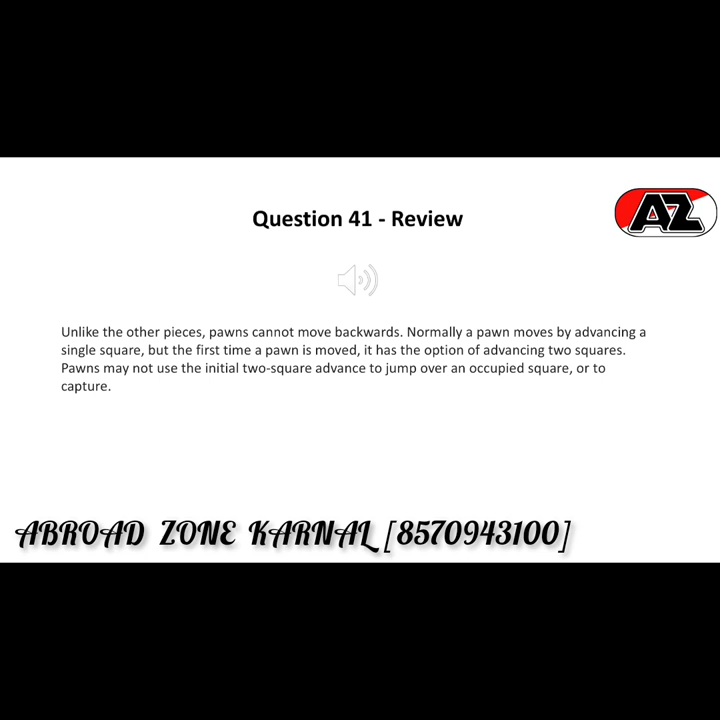 Question 41 - Review
AZ
Unlike the other pieces, pawns cannot move backwards. Normally a pawn moves by advancing a
single square, but the first time a pawn is moved, it has the option of advancing two squares.
Pawns may not use the initial two-square advance to jump over an occupied square, or to
capture.
ABROAD ZONE KARNAL [8570943100]